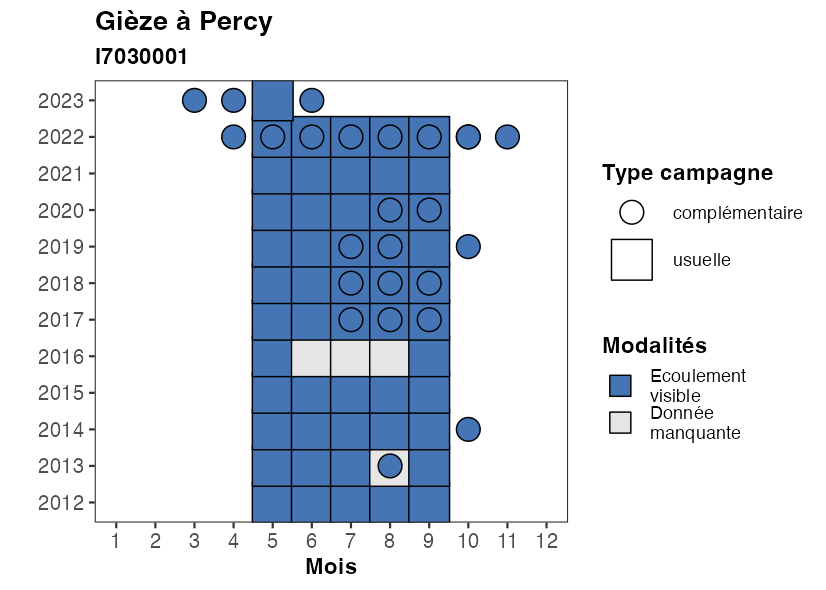 Gièze à Percy
I7030001
2023
2022
2021
2020
2019
2018
2017
2016
2015
2014
2013
2012
1 2 3 4 5 6 7 8 9 10 11 12
Mois
Type campagne
complémentaire
usuelle
Modalités
Ecoulement
visible
Donnée
manquante